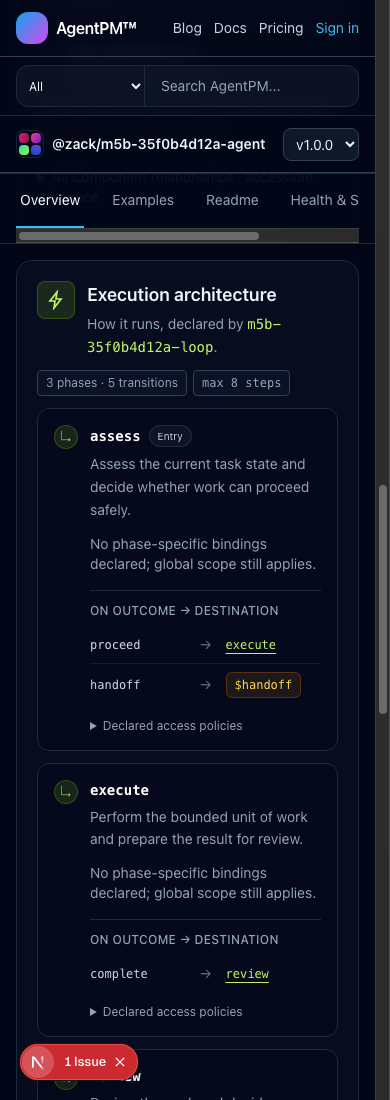 AgentPM™
Blog Docs Pricing Sign in
All
Search AgentPM...
@zack/m5b-35f0b4d12a-agent
v1.0.0
All Component relationships · accessible
Overview Examples Readme Health & S
Execution architecture
How it runs, declared by m5b-
35f0b4d12a-loop.
3 phases · 5 transitions
max 8 steps
assess Entry
Assess the current task state and
decide whether work can proceed
safely.
No phase-specific bindings
declared; global scope still applies.
ON OUTCOME → DESTINATION
proceed → execute
handoff → $handoff
▶ Declared access policies
execute
Perform the bounded unit of work
and prepare the result for review.
No phase-specific bindings
declared; global scope still applies.
ON OUTCOME → DESTINATION
complete → review
▶ Declared access policies
N 1 Issue ×